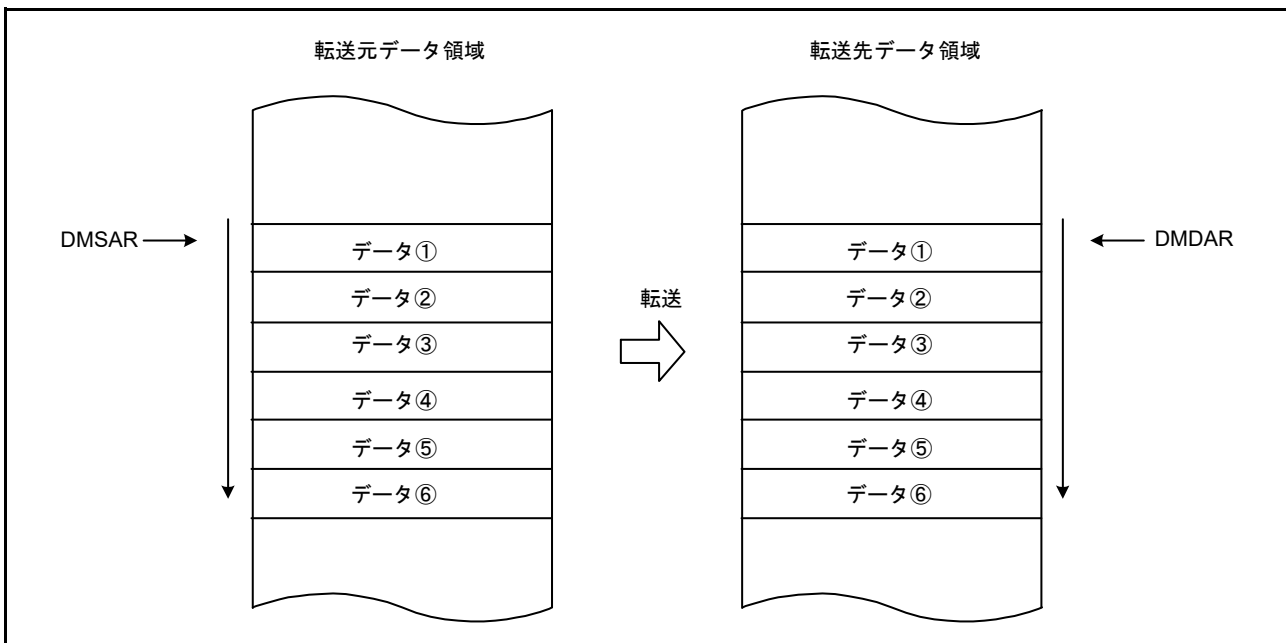 転送元データ領域
転送先データ領域
DMSAR
DMDAR
データ①
データ②
データ③
データ④
データ⑤
データ⑥
転送
データ①
データ②
データ③
データ④
データ⑤
データ⑥